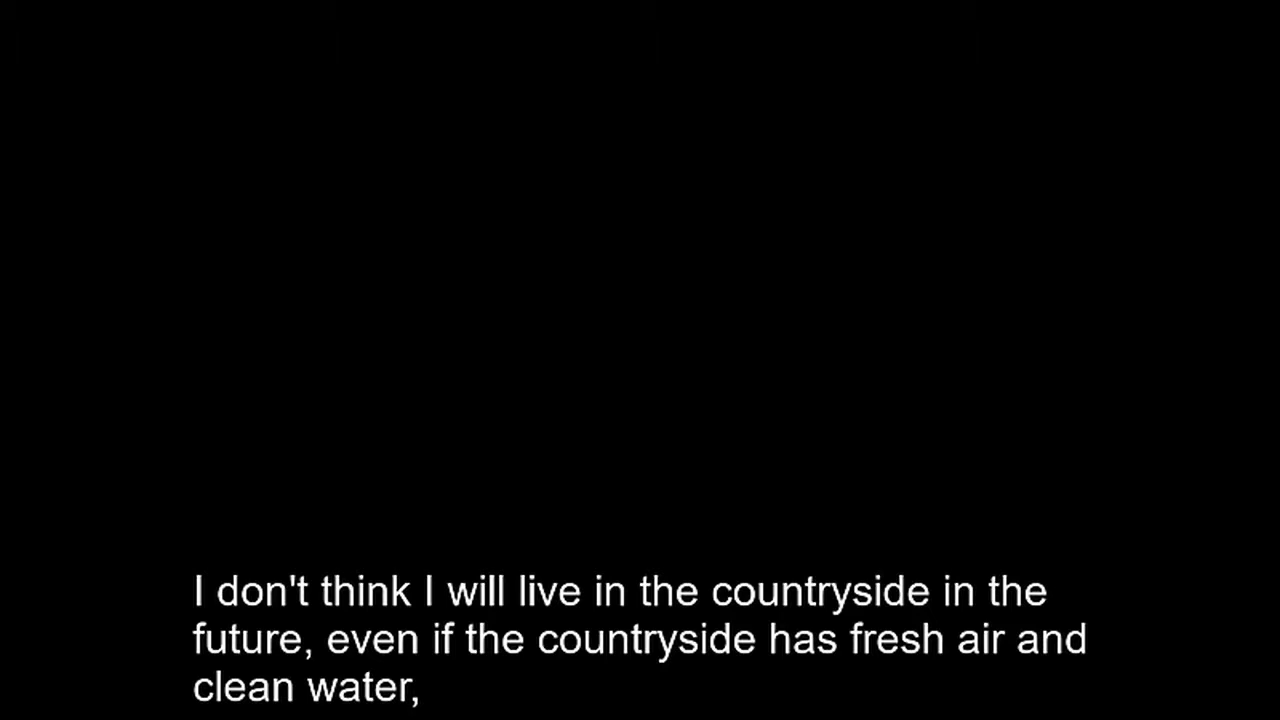 I don't think I will live in the countryside in the
future, even if the countryside has fresh air and
clean water,